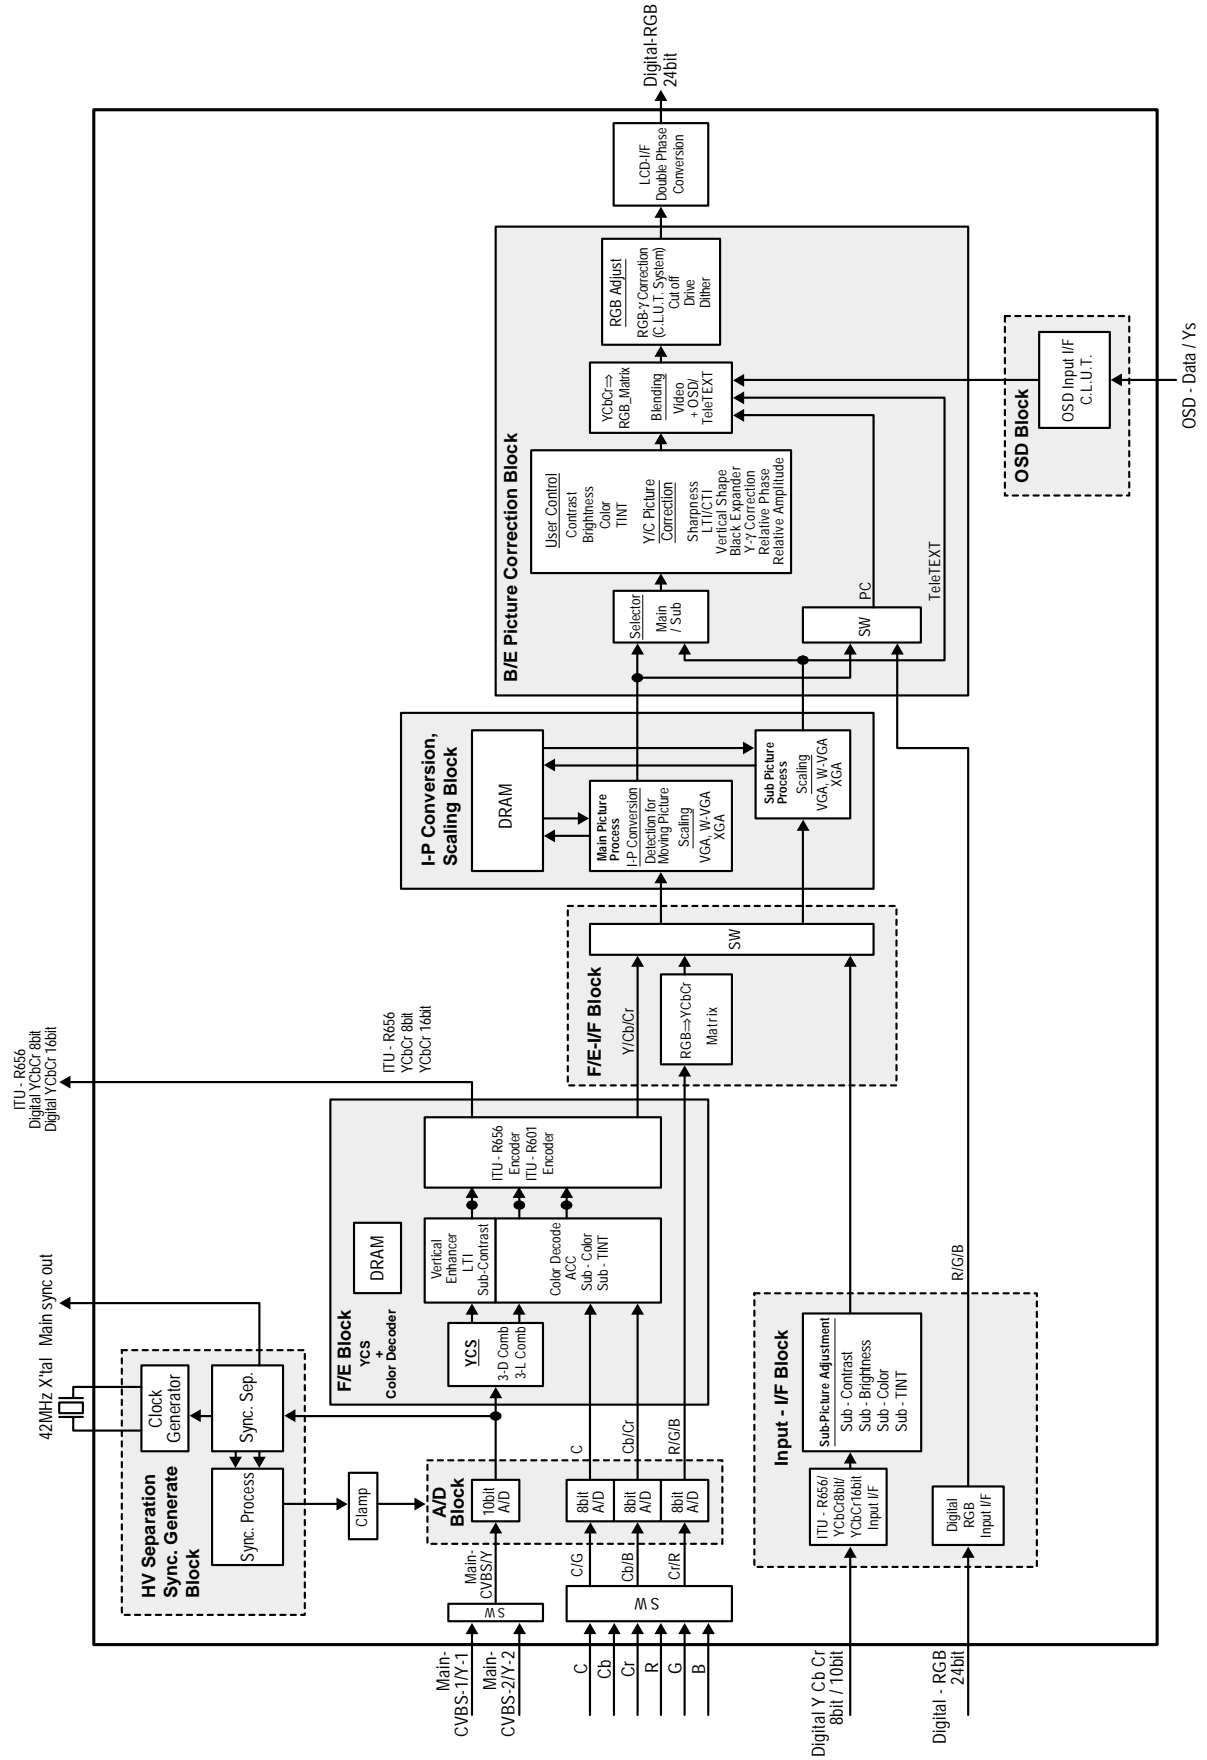 ITU - R656
Digital YCbCr 8bit
Digital YCbCr 16bit
42MHz X'tal
Main sync out
HV Separation
Sync. Generate
Block
Clock
Generator
Sync. Sep.
Sync. Process
Clamp
A/D
Block
10bit
A/D
8bit
A/D
8bit
A/D
8bit
A/D
Main-
CVBS/Y
SW
Main-
CVBS-1/Y-1
Main-
CVBS-2/Y-2
C/G
Cb/B
Cr/R
SW
C
Cb
Cr
R
G
B
C
Cb/Cr
R/G/B
F/E Block
YCS
+
Color Decoder
DRAM
YCS
3-D Comb
3-L Comb
Vertical
Enhancer
LTI
Sub-Contrast
Color Decode
ACC
Sub - Color
Sub - TINT
ITU - R656
Encoder
ITU - R601
Encoder
ITU - R656
YCbCr 8bit
YCbCr 16bit
Y/Cb/Cr
F/E-I/F Block
RGB⇒YCbCr
Matrix
SW
Input - I/F Block
ITU - R656/
YCbCr8bit/
YCbCr16bit
Input I/F
Sub-Picture Adjustment
Sub - Contrast
Sub - Brightness
Sub - Color
Sub - TINT
Digital
RGB
Input I/F
Digital Y Cb Cr
8bit / 10bit
Digital - RGB
24bit
R/G/B
I-P Conversion,
Scaling Block
DRAM
Main Picture
Process
I-P Conversion
Detection for
Moving Picture
Scaling
VGA, W-VGA
XGA
Sub Picture
Process
Scaling
VGA, W-VGA
XGA
B/E Picture Correction Block
Selector
Main
/ Sub
SW
PC
TeleTEXT
User Control
Contrast
Brightness
Color
TINT
Y/C Picture
Correction
Sharpness
LTI/CTI
Vertical Shape
Black Expander
Y-γ Correction
Relative Phase
Relative Amplitude
YCbCr⇒
RGB_Matrix
Blending
Video
+ OSD/
TeleTEXT
RGB Adjust
RGB-γ Correction
(C.L.U.T. System)
Cut off
Drive
Dither
LCD-I/F
Double Phase
Conversion
Digital-RGB
24bit
OSD Block
OSD Input I/F
C.L.U.T.
OSD - Data / Ys